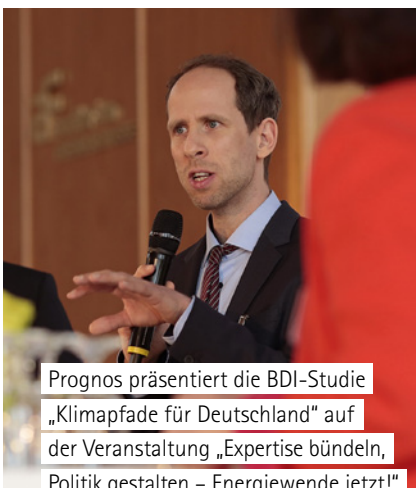 Prognos präsentiert die BDI-Studie
„Klimapfade für Deutschland“ auf
der Veranstaltung „Expertise bündeln,
Politik gestalten – Energiewende jetzt!“